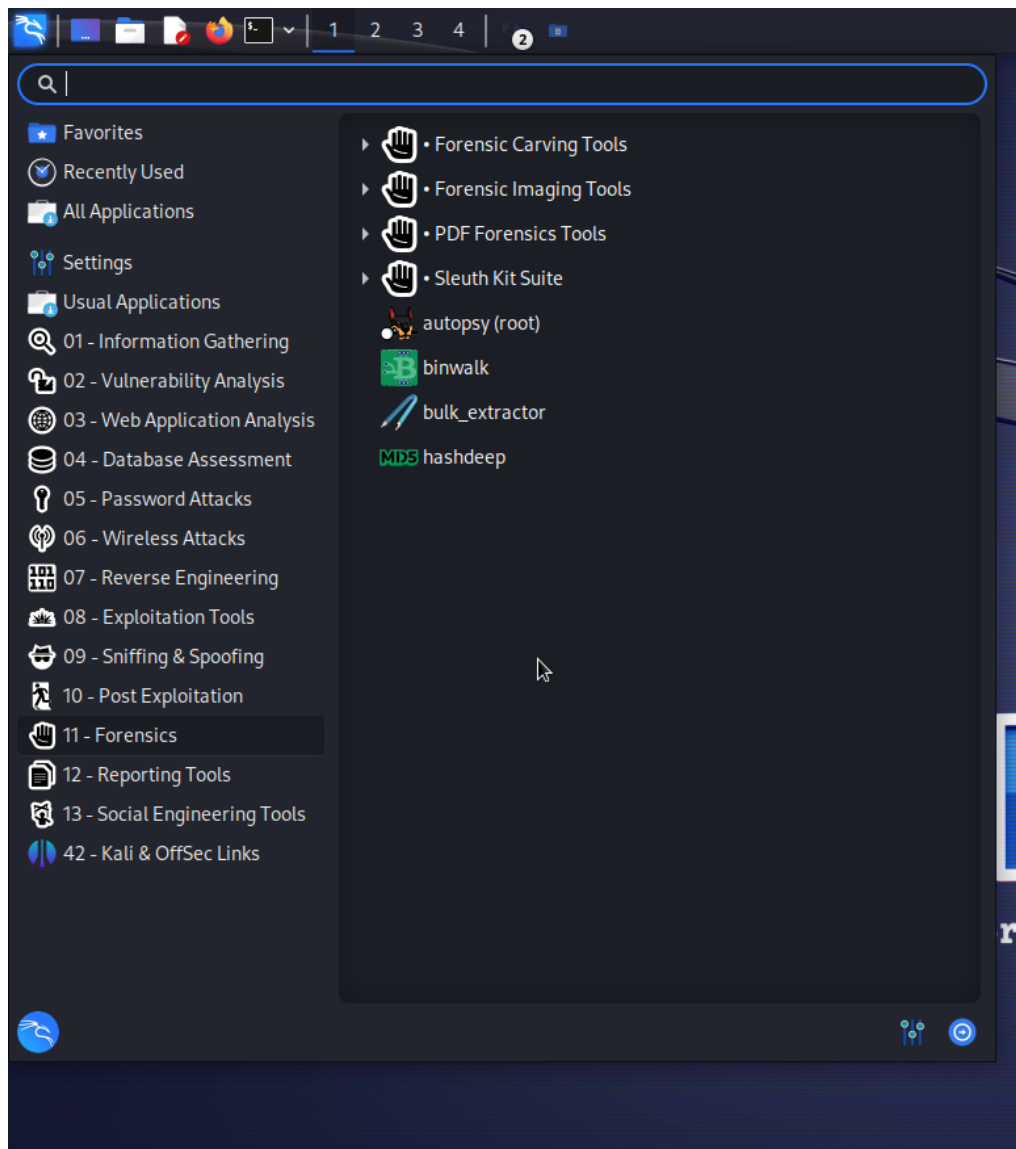 $-
1 2 3 4
2
Favorites
Recently Used
All Applications
Settings
Usual Applications
01 - Information Gathering
02 - Vulnerability Analysis
03 - Web Application Analysis
04 - Database Assessment
05 - Password Attacks
06 - Wireless Attacks
07 - Reverse Engineering
08 - Exploitation Tools
09 - Sniffing & Spoofing
10 - Post Exploitation
11 - Forensics
12 - Reporting Tools
13 - Social Engineering Tools
42 - Kali & OffSec Links
• Forensic Carving Tools
• Forensic Imaging Tools
• PDF Forensics Tools
• Sleuth Kit Suite
autopsy (root)
binwalk
bulk_extractor
MD5 hashdeep